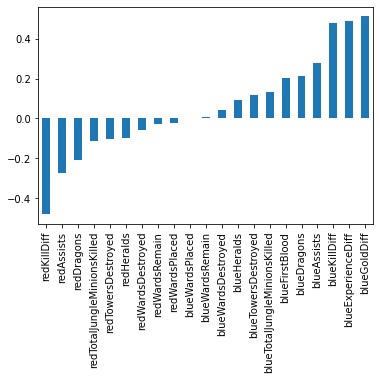 0.4
0.2
0.0
-0.2
-0.4
redKillDiff
redAssists
redDragons
redTotalJungleMinionsKilled
redTowersDestroyed
redHeralds
redWardsDestroyed
redWardsRemain
redWardsPlaced
blueWardsPlaced
blueWardsRemain
blueWardsDestroyed
blueHeralds
blueTowersDestroyed
blueTotalJungleMinionsKilled
blueFirstBlood
blueDragons
blueAssists
blueKillDiff
blueExperienceDiff
blueGoldDiff